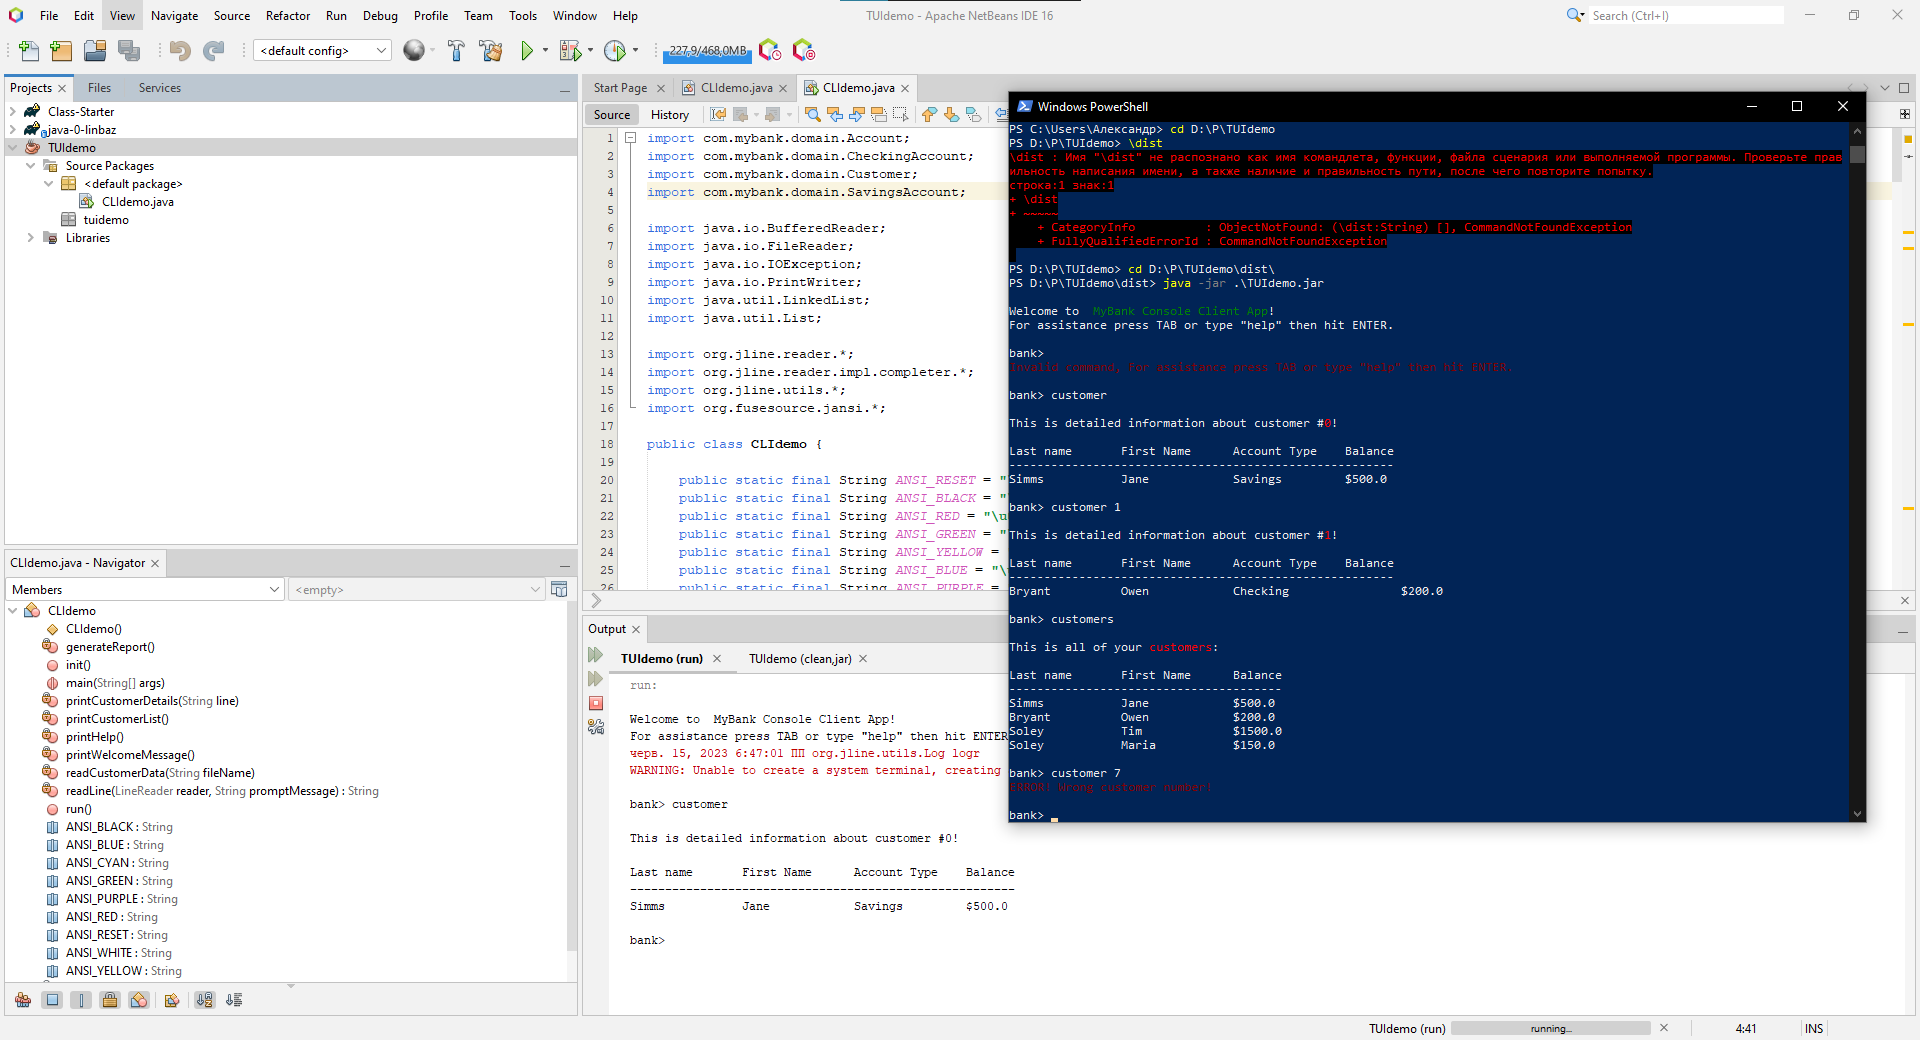 File Edit View Navigate Source Refactor Run Debug Profile Team Tools Window Help
TUIdemo - Apache NetBeans IDE 16
Search (Ctrl+I)
<default config>
227,9/468,0MB
Projects Files Services
Class-Starter
java-0-linbaz
TUIdemo
Source Packages
<default package>
CLIdemo.java
tuidemo
Libraries
CLIdemo.java - Navigator
Members
<empty>
CLIdemo
CLIdemo()
generateReport()
init()
main(String[] args)
printCustomerDetails(String line)
printCustomerList()
printHelp()
printWelcomeMessage()
readCustomerData(String fileName)
readLine(LineReader reader, String promptMessage) : String
run()
ANSI_BLACK : String
ANSI_BLUE : String
ANSI_CYAN : String
ANSI_GREEN : String
ANSI_PURPLE : String
ANSI_RED : String
ANSI_RESET : String
ANSI_WHITE : String
ANSI_YELLOW : String
Start Page CLIdemo.java CLIdemo.java
Source History
1 import com.mybank.domain.Account;
2 import com.mybank.domain.CheckingAccount;
3 import com.mybank.domain.Customer;
4 import com.mybank.domain.SavingsAccount;
5
6 import java.io.BufferedReader;
7 import java.io.FileReader;
8 import java.io.IOException;
9 import java.io.PrintWriter;
10 import java.util.LinkedList;
11 import java.util.List;
12
13 import org.jline.reader.*;
14 import org.jline.reader.impl.completer.*;
15 import org.jline.utils.*;
16 import org.fusesource.jansi.*;
17
18 public class CLIdemo {
19
20 public static final String ANSI_RESET = "
21 public static final String ANSI_BLACK = "
22 public static final String ANSI_RED = "\u
23 public static final String ANSI_GREEN = "
24 public static final String ANSI_YELLOW =
25 public static final String ANSI_BLUE = "\
26 public static final String ANSI_PURPLE =
Output
TUIdemo (run) TUIdemo (clean,jar)
run:
Welcome to  MyBank Console Client App!
For assistance press TAB or type "help" then hit ENTER
черв. 15, 2023 6:47:01 ПП org.jline.utils.Log logr
WARNING: Unable to create a system terminal, creating
bank> customer
This is detailed information about customer #0!
Last name First Name Account Type Balance
-------------------------------------------------------
Simms Jane Savings $500.0
bank>
Windows PowerShell
PS C:\Users\Александр> cd D:\P\TUIdemo
PS D:\P\TUIdemo> \dist
\dist : Имя "\dist" не распознано как имя командлета, функции, файла сценария или выполняемой программы. Проверьте прав
ильность написания имени, а также наличие и правильность пути, после чего повторите попытку.
строка:1 знак:1
+ \dist
+ ~~~~~
+ CategoryInfo : ObjectNotFound: (\dist:String) [], CommandNotFoundException
+ FullyQualifiedErrorId : CommandNotFoundException
PS D:\P\TUIdemo> cd D:\P\TUIdemo\dist\
PS D:\P\TUIdemo\dist> java -jar .\TUIdemo.jar
Welcome to  MyBank Console Client App!
For assistance press TAB or type "help" then hit ENTER.
bank>
Invalid command, For assistance press TAB or type "help" then hit ENTER.
bank> customer
This is detailed information about customer #0!
Last name First Name Account Type Balance
-------------------------------------------------------
Simms Jane Savings $500.0
bank> customer 1
This is detailed information about customer #1!
Last name First Name Account Type Balance
-------------------------------------------------------
Bryant Owen Checking $200.0
bank> customers
This is all of your customers:
Last name First Name Balance
---------------------------------------
Simms Jane $500.0
Bryant Owen $200.0
Soley Tim $1500.0
Soley Maria $150.0
bank> customer 7
ERROR! Wrong customer number!
bank>
TUIdemo (run) running... 4:41 INS